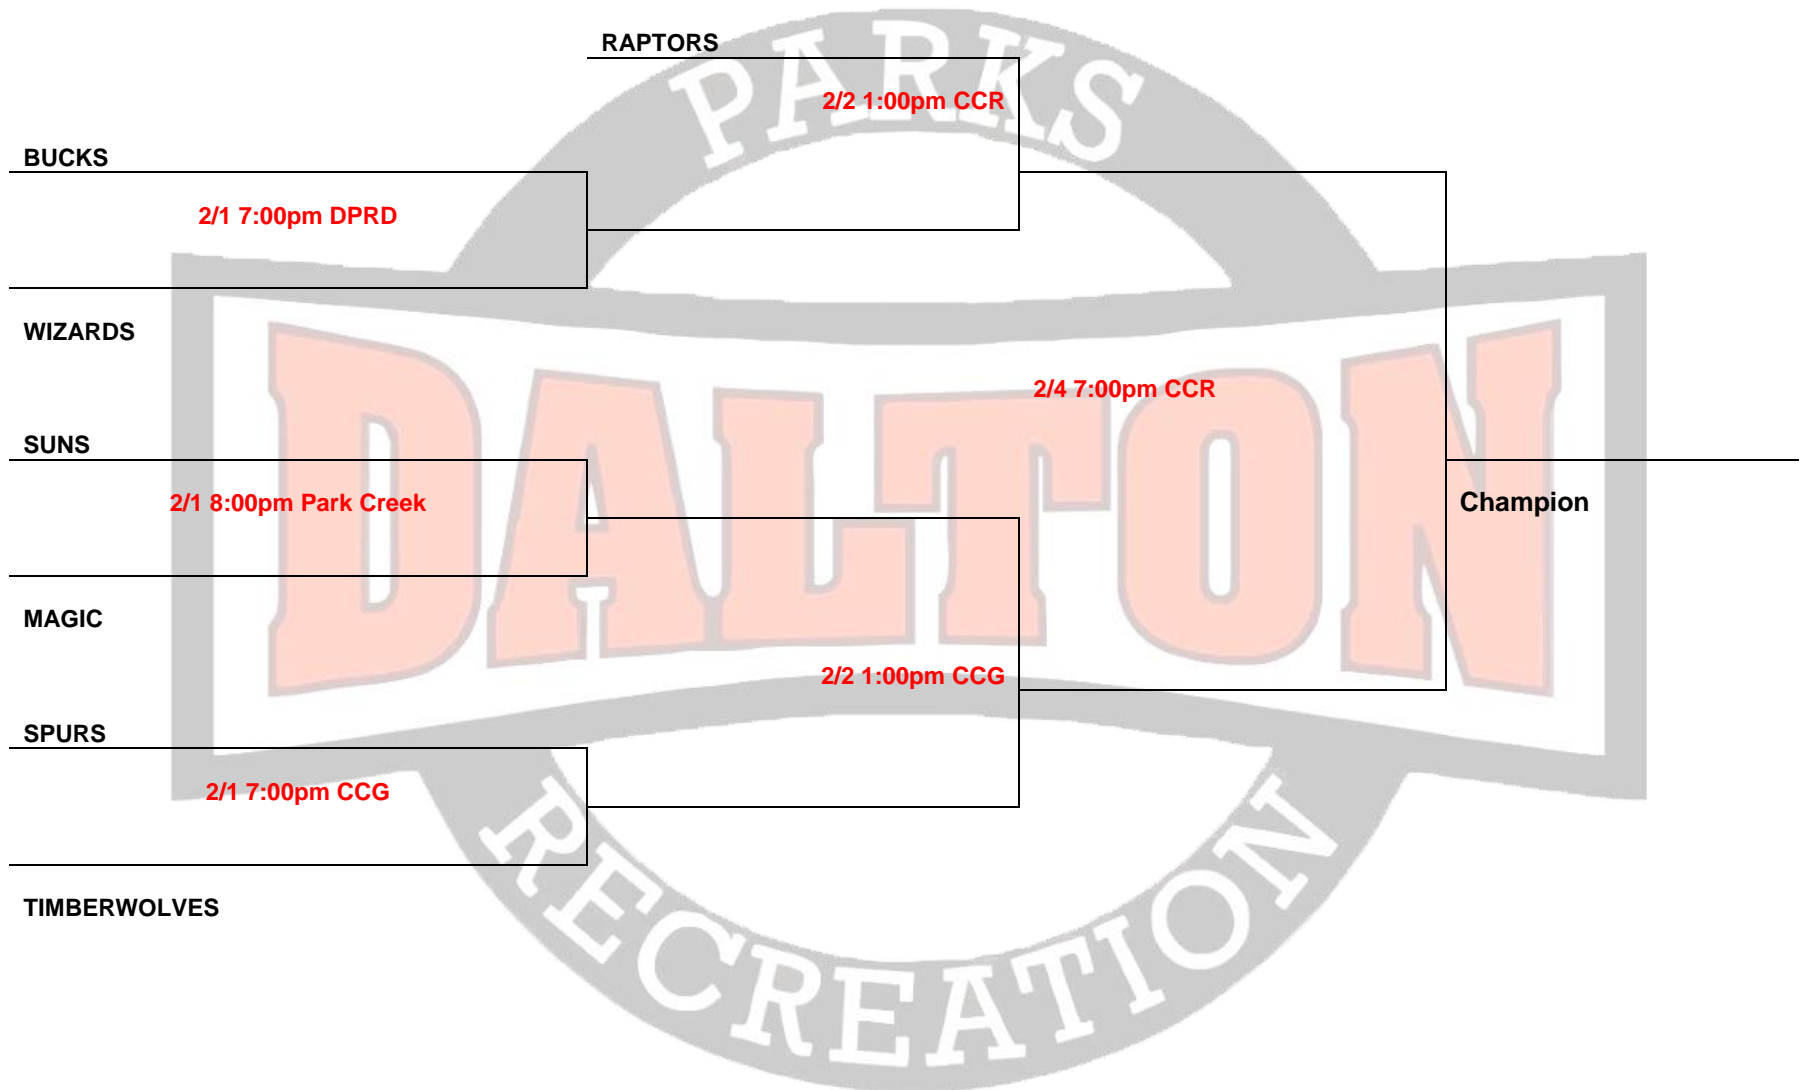 RAPTORS
2/2 1:00pm CCR
BUCKS
2/1 7:00pm DPRD
WIZARDS
2/4 7:00pm CCR
SUNS
2/1 8:00pm Park Creek
Champion
MAGIC
2/2 1:00pm CCG
SPURS
2/1 7:00pm CCG
TIMBERWOLVES
PARKS
DALTON
RECREATION